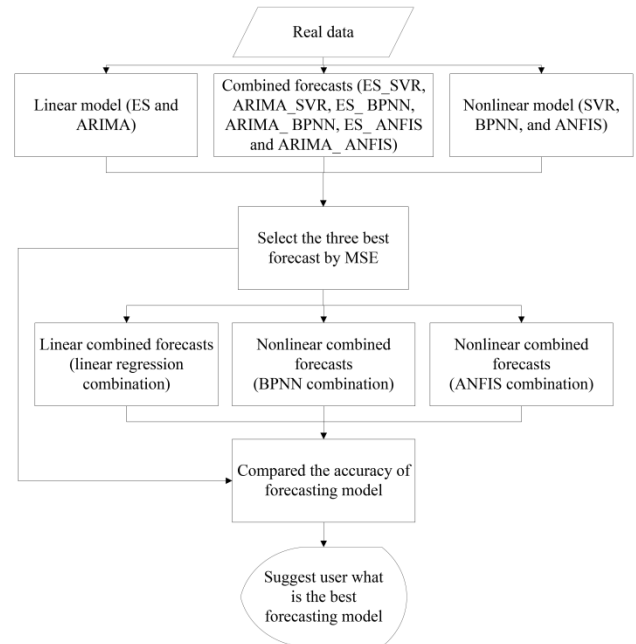 Real data
Linear model (ES and
ARIMA)
Combined forecasts (ES_SVR,
ARIMA_SVR, ES_ BPNN,
ARIMA_ BPNN, ES_ ANFIS
and ARIMA_ ANFIS)
Nonlinear model (SVR,
BPNN, and ANFIS)
Select the three best
forecast by MSE
Linear combined forecasts
(linear regression
combination)
Nonlinear combined
forecasts
(BPNN combination)
Nonlinear combined
forecasts
(ANFIS combination)
Compared the accuracy of
forecasting model
Suggest user what
is the best
forecasting model